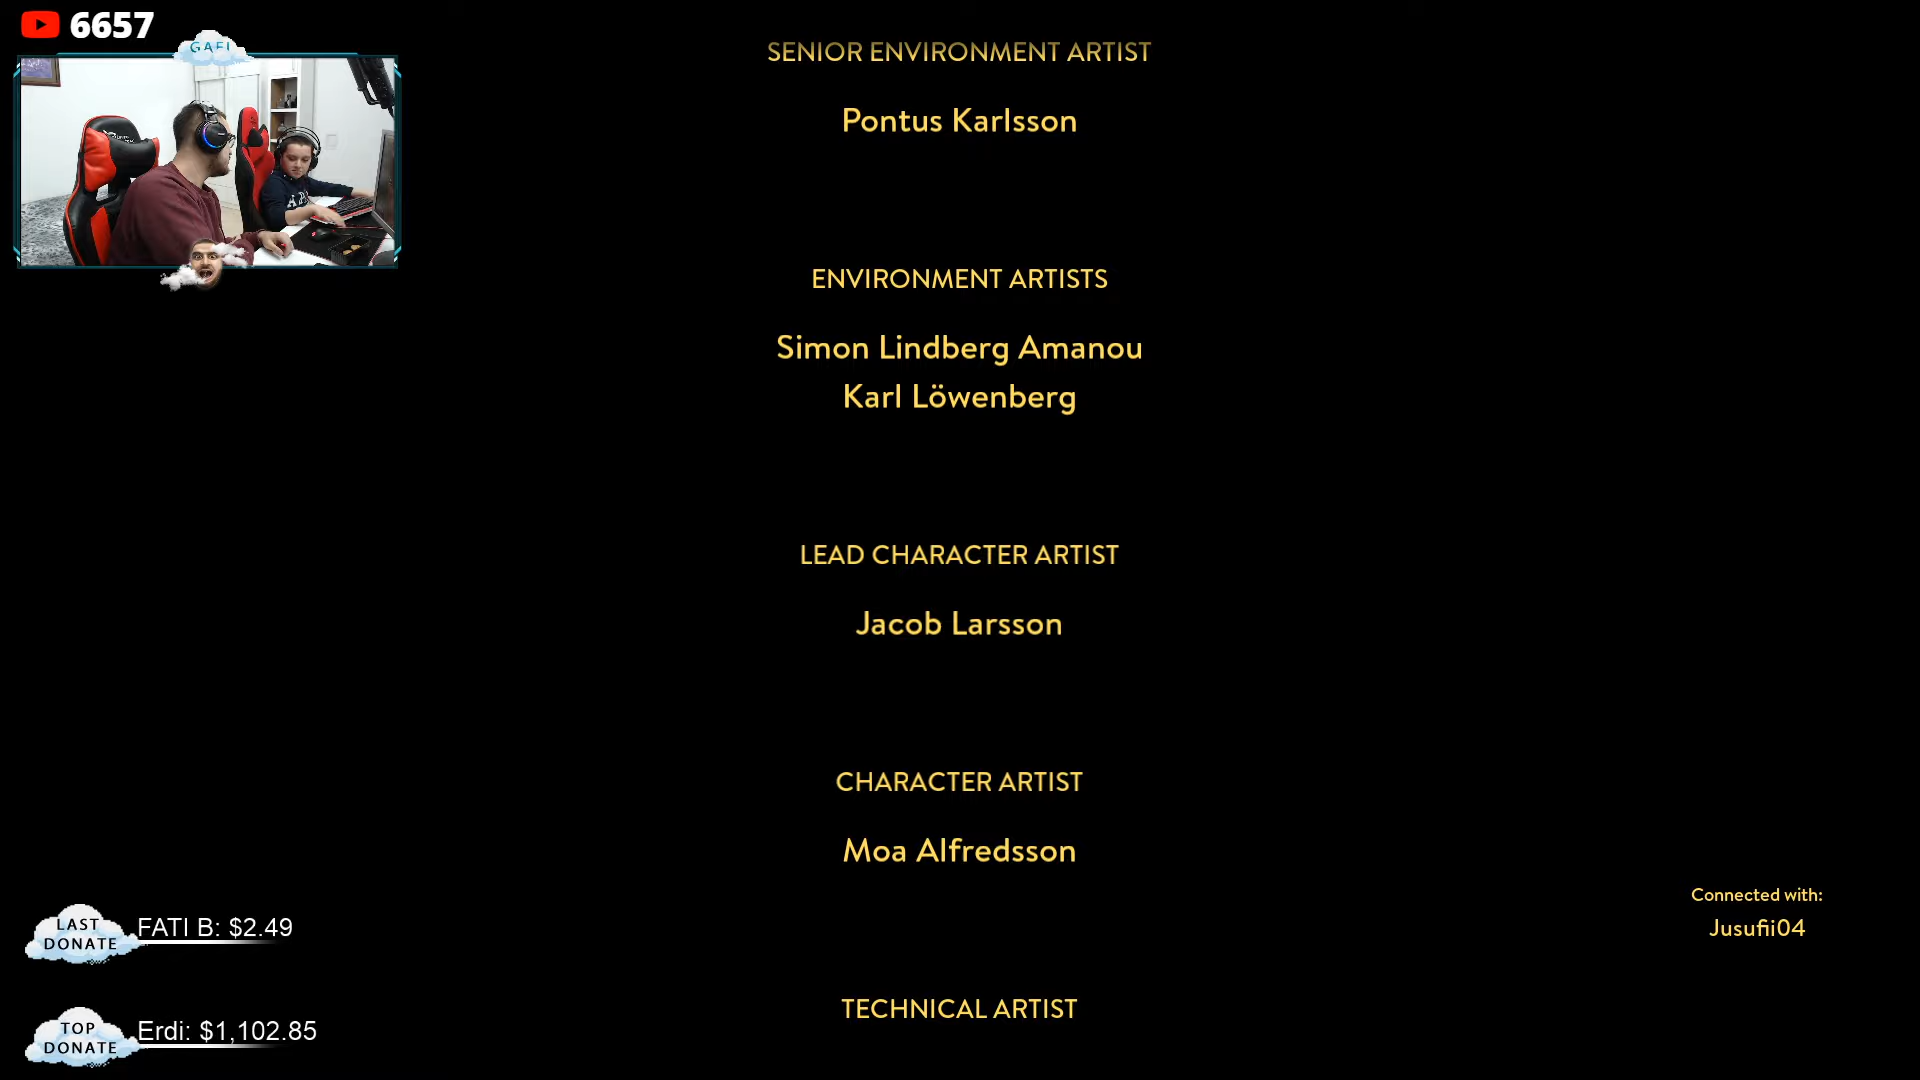 6657
GAFI
SENIOR ENVIRONMENT ARTIST
Pontus Karlsson
ENVIRONMENT ARTISTS
Simon Lindberg Amanou
Karl Löwenberg
LEAD CHARACTER ARTIST
Jacob Larsson
CHARACTER ARTIST
Moa Alfredsson
Connected with:
Jusufii04
LAST
DONATE
FATI B: $2.49
TECHNICAL ARTIST
TOP
DONATE
Erdi: $1,102.85